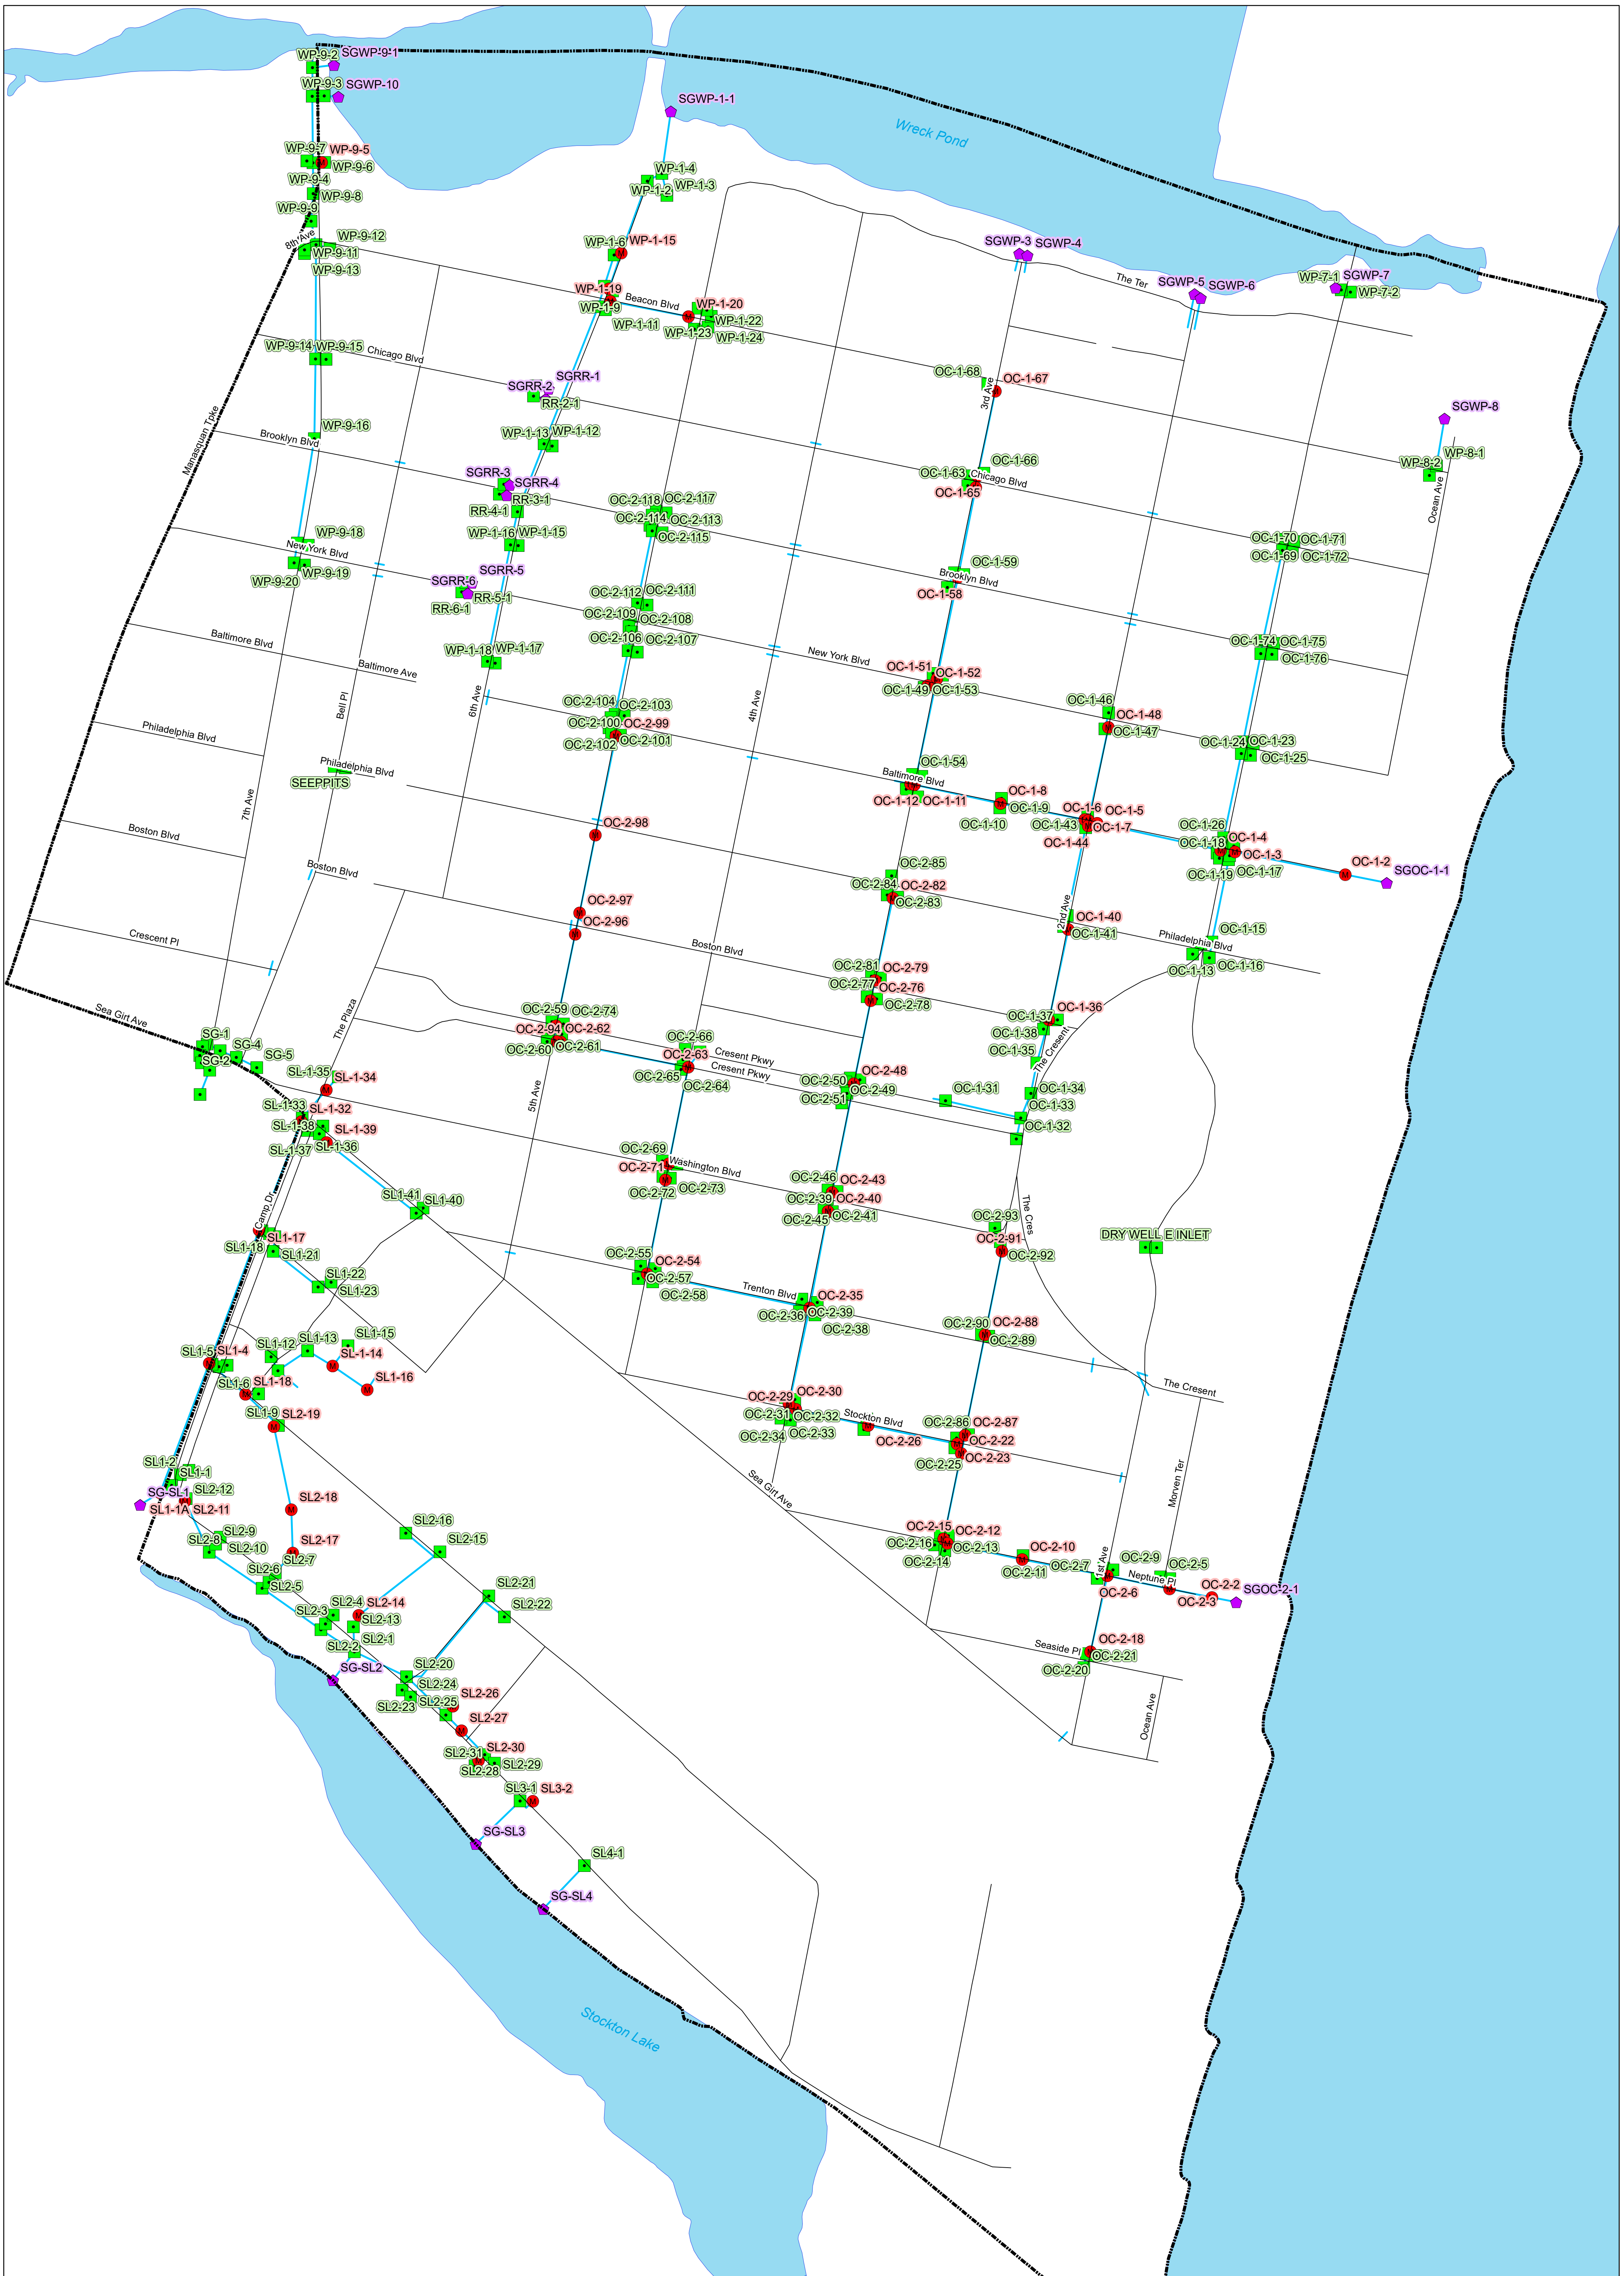 WP-9-2
SGWP-9-1
WP-9-3
SGWP-10
SGWP-1-1
Wreck Pond
WP-9-7
WP-9-5
WP-9-6
WP-9-4
WP-9-8
WP-9-9
WP-1-4
WP-1-2
WP-1-3
8th Ave
WP-9-12
WP-9-11
WP-9-13
WP-1-6
WP-1-15
SGWP-3
SGWP-4
The Ter
SGWP-5
SGWP-6
WP-7-1
SGWP-7
WP-7-2
WP-1-19
Beacon Blvd
WP-1-20
WP-1-9
WP-1-11
WP-1-22
WP-1-23
WP-1-24
WP-9-14
WP-9-15
Chicago Blvd
SGRR-1
SGRR-2
RR-2-1
OC-1-68
OC-1-67
3rd Ave
SGWP-8
Manasquan Tpke
WP-9-16
Brooklyn Blvd
WP-1-13
WP-1-12
SGRR-3
SGRR-4
RR-3-1
RR-4-1
OC-1-63
OC-1-66
Chicago Blvd
OC-1-65
WP-8-2
WP-8-1
Ocean Ave
OC-2-118
OC-2-117
OC-2-114
OC-2-113
OC-2-115
WP-9-18
New York Blvd
WP-9-20
WP-9-19
WP-1-16
WP-1-15
SGRR-5
SGRR-6
RR-5-1
RR-6-1
OC-1-59
Brooklyn Blvd
OC-1-58
OC-1-70
OC-1-71
OC-1-69
OC-1-72
OC-2-112
OC-2-111
OC-2-109
OC-2-108
OC-2-106
OC-2-107
Baltimore Blvd
Baltimore Ave
WP-1-18
WP-1-17
New York Blvd
OC-1-51
OC-1-52
OC-1-49
OC-1-53
OC-1-74
OC-1-75
OC-1-76
6th Ave
Bell Pl
4th Ave
OC-2-104
OC-2-103
OC-2-100
OC-2-99
OC-2-102
OC-2-101
OC-1-46
OC-1-48
OC-1-47
OC-1-24
OC-1-23
OC-1-25
Philadelphia Blvd
Philadelphia Blvd
SEEPPITS
7th Ave
Baltimore Blvd
OC-1-54
OC-1-12
OC-1-11
OC-1-8
OC-1-9
OC-1-10
OC-1-6
OC-1-5
OC-1-43
OC-1-7
OC-1-44
OC-1-26
OC-1-4
OC-1-18
OC-1-3
OC-1-19
OC-1-17
OC-1-2
SGOC-1-1
Boston Blvd
Boston Blvd
OC-2-98
OC-2-85
OC-2-84
OC-2-82
OC-2-83
OC-2-97
OC-2-96
Boston Blvd
2nd Ave
OC-1-40
OC-1-41
Philadelphia Blvd
OC-1-15
OC-1-13
OC-1-16
Crescent Pl
OC-2-81
OC-2-79
OC-2-77
OC-2-76
OC-2-78
Sea Girt Ave
The Plaza
OC-2-59
OC-2-74
OC-2-94
OC-2-62
OC-2-60
OC-2-61
OC-2-66
OC-2-63
OC-2-65
OC-2-64
Cresent Pkwy
Cresent Pkwy
OC-1-37
OC-1-36
OC-1-38
OC-1-35
The Cresent
SG-1
SG-4
SG-5
SG-2
SL-1-35
SL-1-34
5th Ave
OC-2-50
OC-2-48
OC-2-49
OC-2-51
OC-1-31
OC-1-34
OC-1-33
OC-1-32
SL-1-33
SL-1-32
SL-1-38
SL-1-39
SL-1-37
SL-1-36
OC-2-69
Washington Blvd
OC-2-71
OC-2-72
OC-2-73
OC-2-46
OC-2-43
OC-2-39
OC-2-40
OC-2-45
OC-2-41
The Cres
SL1-41
SL1-40
Camp Dr
SL1-17
SL1-18
SL1-21
SL1-22
SL1-23
OC-2-93
OC-2-91
OC-2-92
DRY WELL E INLET
OC-2-55
OC-2-54
OC-2-57
OC-2-58
Trenton Blvd
OC-2-35
OC-2-36
OC-2-39
OC-2-38
OC-2-90
OC-2-88
OC-2-89
SL1-5
SL1-4
SL1-12
SL1-13
SL1-15
SL-1-14
SL1-16
SL1-6
SL1-18
SL1-9
SL2-19
The Cresent
OC-2-29
OC-2-30
OC-2-31
OC-2-32
OC-2-34
OC-2-33
Stockton Blvd
OC-2-26
OC-2-86
OC-2-87
OC-2-22
OC-2-23
OC-2-25
SL1-2
SL1-1
SG-SL1
SL2-12
SL1-1A
SL2-11
SL2-18
Sea Girt Ave
Morven Ter
SL2-9
SL2-8
SL2-10
SL2-17
SL2-7
SL2-6
SL2-5
SL2-16
SL2-15
OC-2-15
OC-2-12
OC-2-16
OC-2-13
OC-2-14
OC-2-10
OC-2-11
OC-2-7
1st Ave
OC-2-9
OC-2-5
Neptune Pl
OC-2-6
OC-2-3
OC-2-2
SGOC-2-1
SL2-21
SL2-22
SL2-4
SL2-14
SL2-3
SL2-13
SL2-1
SL2-2
SG-SL2
Seaside Pl
OC-2-18
OC-2-21
OC-2-20
SL2-20
SL2-24
SL2-23
SL2-25
SL2-26
SL2-27
Ocean Ave
SL2-31
SL2-30
SL2-29
SL2-28
SL3-1
SL3-2
SG-SL3
SL4-1
SG-SL4
Stockton Lake